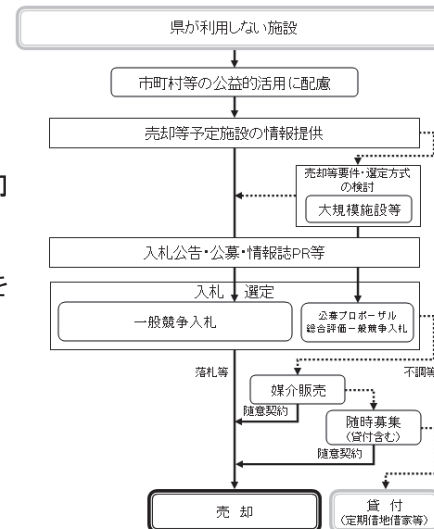 県が利用しない施設
市町村等の公益的活用に配慮
売却等予定施設の情報提供
売却等要件・選定方式
の検討
大規模施設等
入札公告・公募・情報誌PR等
入札 選定
一般競争入札
公募プロポーザル
総合評価一般競争入札
落札等
不調等
媒介販売
随意契約
随時募集
(貸付含む)
随意契約
売 却
貸 付
(定期借地借家等)
を